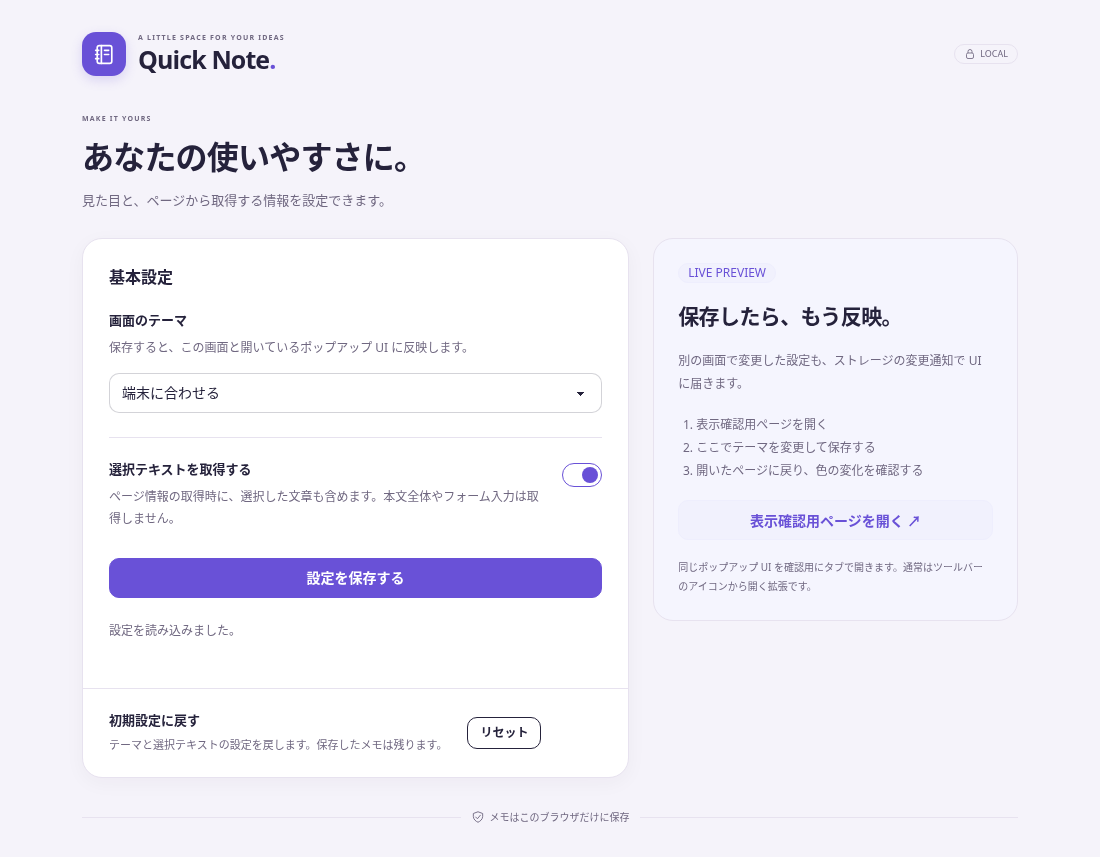 A LITTLE SPACE FOR YOUR IDEAS
Quick Note.
LOCAL
MAKE IT YOURS
あなたの使いやすさに。
見た目と、ページから取得する情報を設定できます。
基本設定
画面のテーマ
保存すると、この画面と開いているポップアップ UI に反映します。
端末に合わせる
選択テキストを取得する
ページ情報の取得時に、選択した文章も含めます。本文全体やフォーム入力は取
得しません。
設定を保存する
設定を読み込みました。
初期設定に戻す
テーマと選択テキストの設定を戻します。保存したメモは残ります。
リセット
LIVE PREVIEW
保存したら、もう反映。
別の画面で変更した設定も、ストレージの変更通知で UI
に届きます。
1. 表示確認用ページを開く
2. ここでテーマを変更して保存する
3. 開いたページに戻り、色の変化を確認する
表示確認用ページを開く ↗
同じポップアップ UI を確認用にタブで開きます。通常はツールバー
のアイコンから開く拡張です。
メモはこのブラウザだけに保存